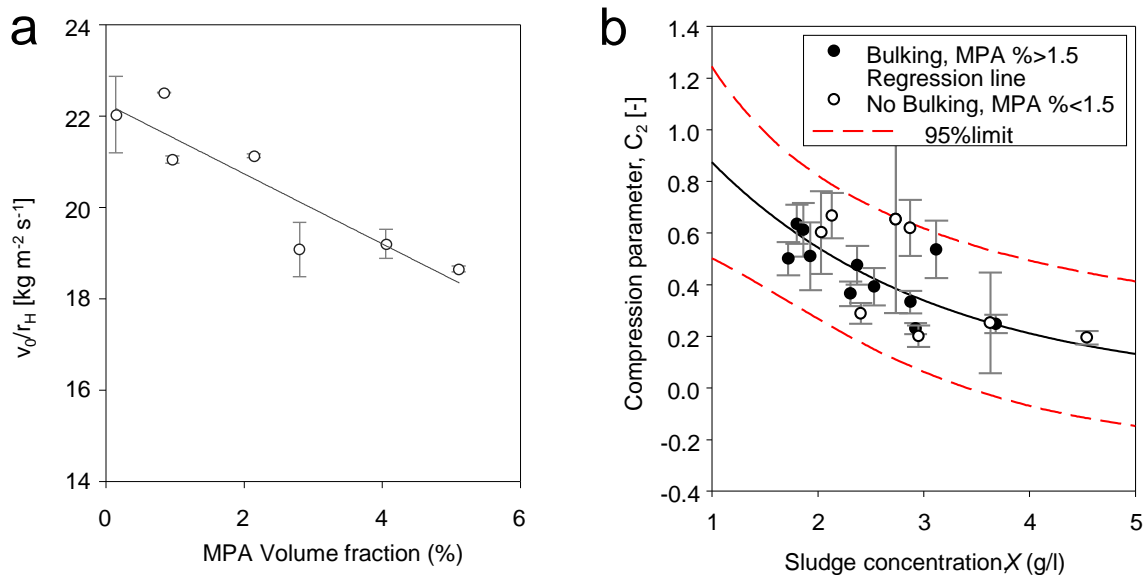 a
24
22
20
18
16
14
v0/rH [kg m-2 s-1]
0
2
4
6
MPA Volume fraction (%)
b
1.4
1.2
1.0
0.8
0.6
0.4
0.2
0.0
-0.2
-0.4
Compression parameter, C2 [-]
Bulking, MPA %>1.5
Regression line
No Bulking, MPA %<1.5
95%limit
1
2
3
4
5
Sludge concentration,X (g/l)